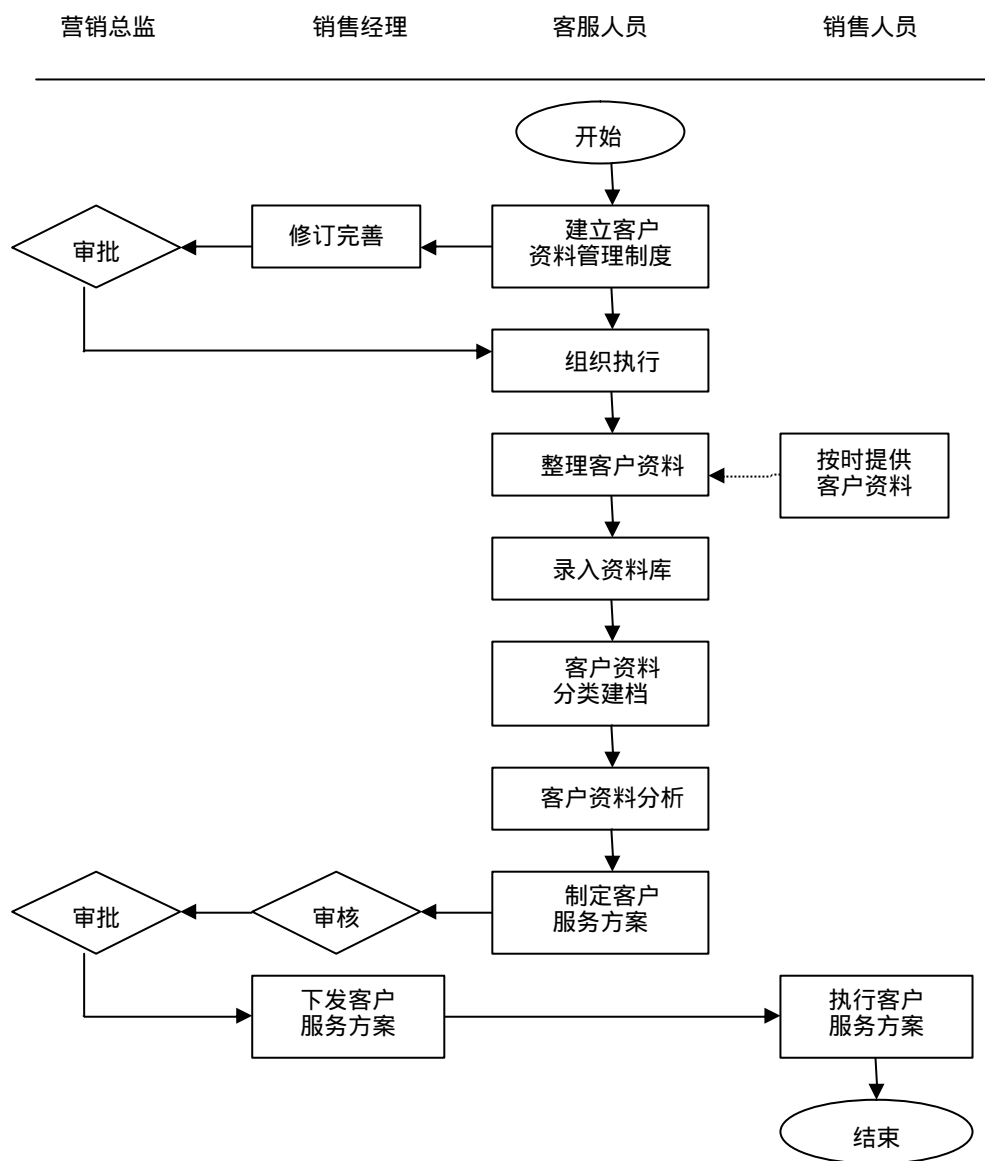 营销总监 销售经理 客服人员 销售人员
开始
审批 修订完善 建立客户
资料管理制度
组织执行
整理客户资料
按时提供
客户资料
录入资料库
客户资料
分类建档
客户资料分析
审批 审核 制定客户
服务方案
下发客户
服务方案
执行客户
服务方案
结束